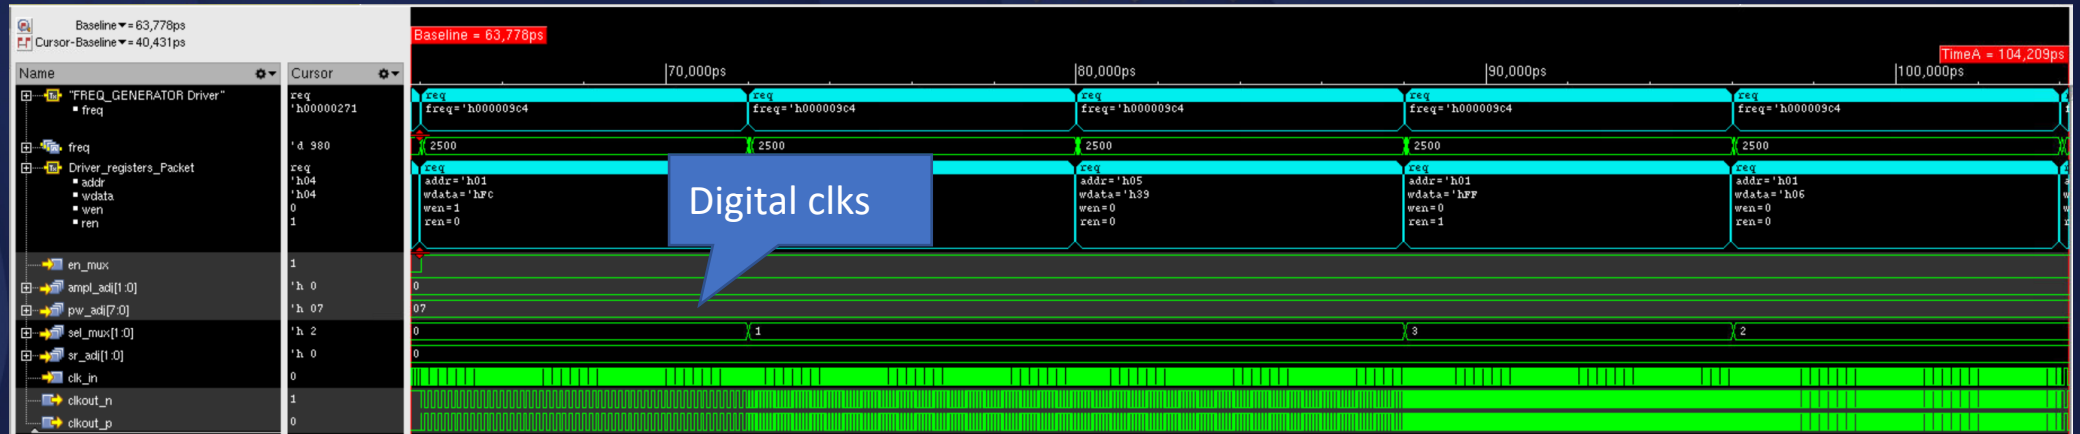 Baseline▼= 63,778ps
Cursor-Baseline▼= 40,431ps
Baseline = 63,778ps
TimeA = 104,209ps
Name Cursor
70,000ps 80,000ps 90,000ps 100,000ps
"FREQ_GENERATOR Driver" req req req req req req
freq 'h00000271 freq='h000009c4 freq='h000009c4 freq='h000009c4 freq='h000009c4 freq='h000009c4
freq 'd 980 2500 2500 2500 2500 2500
Driver_registers_Packet req req req req req
addr 'h04 addr='h01 addr='h05 addr='h01 addr='h01
wdata 'h04 wdata='hFC wdata='h39 wdata='hFF wdata='h06
wen 0 wen=1 wen=0 wen=0 wen=0
ren 1 ren=0 ren=0 ren=1 ren=0
Digital clks
en_mux 1
ampl_adj[1:0] 'h 0 0
pw_adj[7:0] 'h 07 07
sel_mux[1:0] 'h 2 0 1 3 2
sr_adj[1:0] 'h 0 0
clk_in 0
clkout_n 1
clkout_p 0